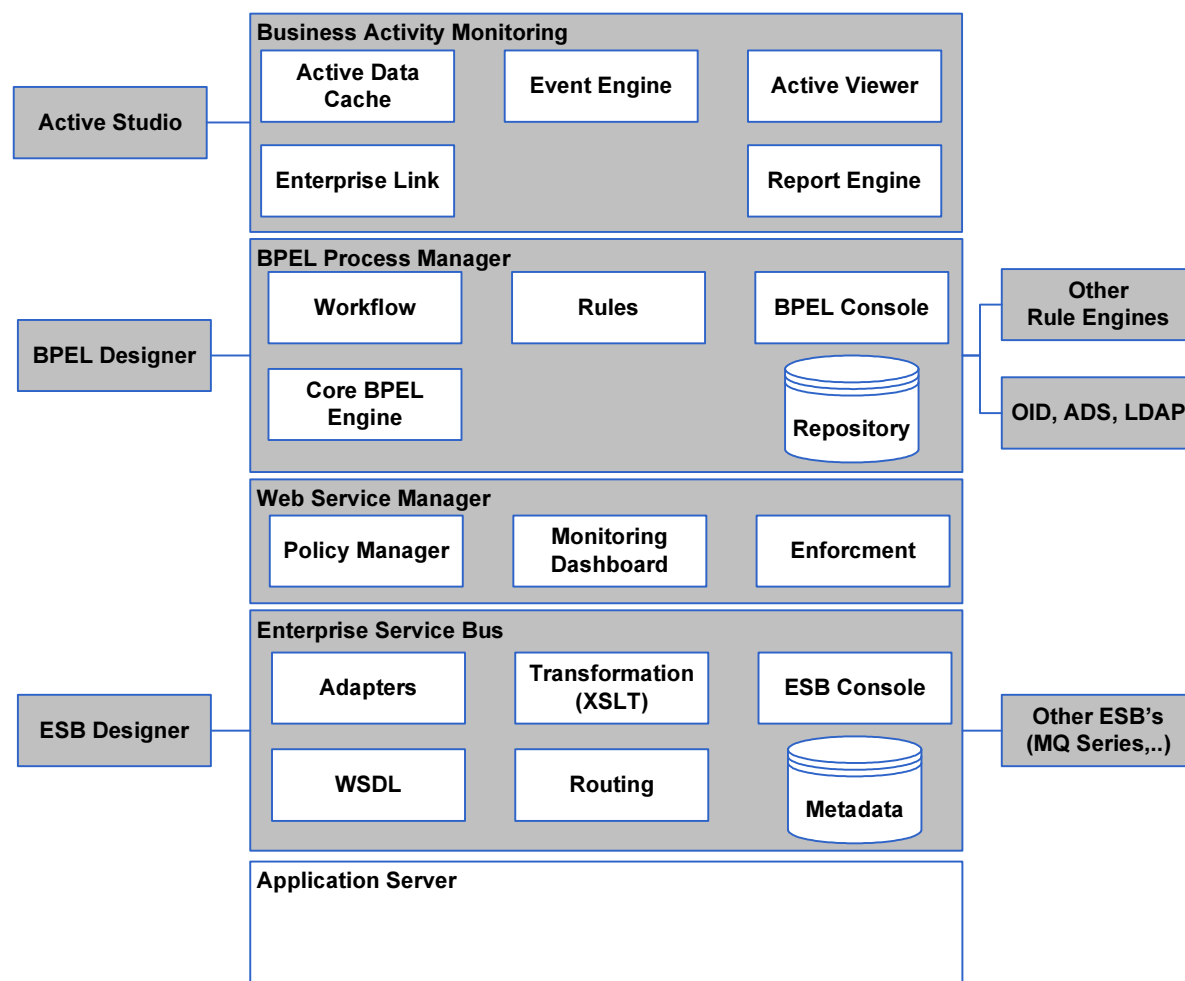 Business Activity Monitoring
Active Data
Cache
Event Engine
Active Viewer
Active Studio
Enterprise Link
Report Engine
BPEL Process Manager
Workflow
Rules
BPEL Console
Other
Rule Engines
BPEL Designer
Core BPEL
Engine
Repository
OID, ADS, LDAP
Web Service Manager
Policy Manager
Monitoring
Dashboard
Enforcment
Enterprise Service Bus
Adapters
Transformation
(XSLT)
ESB Console
ESB Designer
Other ESB's
(MQ Series,..)
WSDL
Routing
Metadata
Application Server